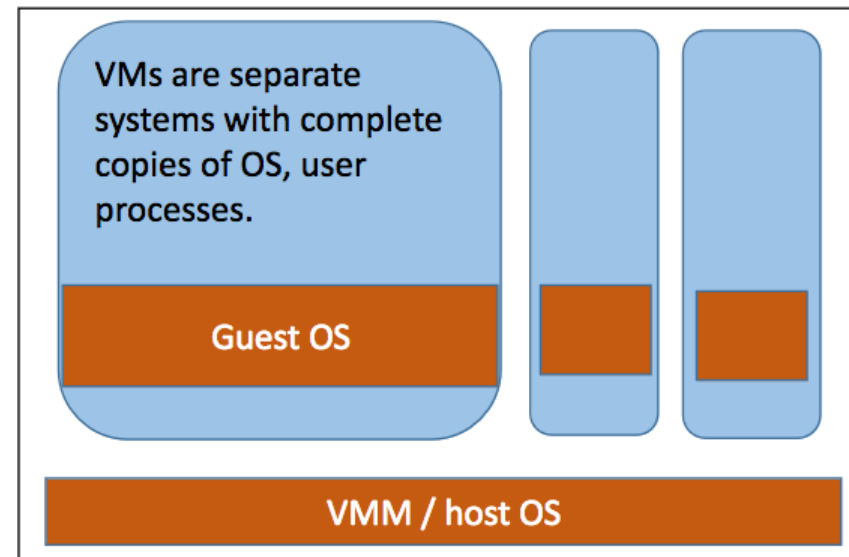 VMs are separate
systems with complete
copies of OS, user
processes.
Guest OS
VMM / host OS